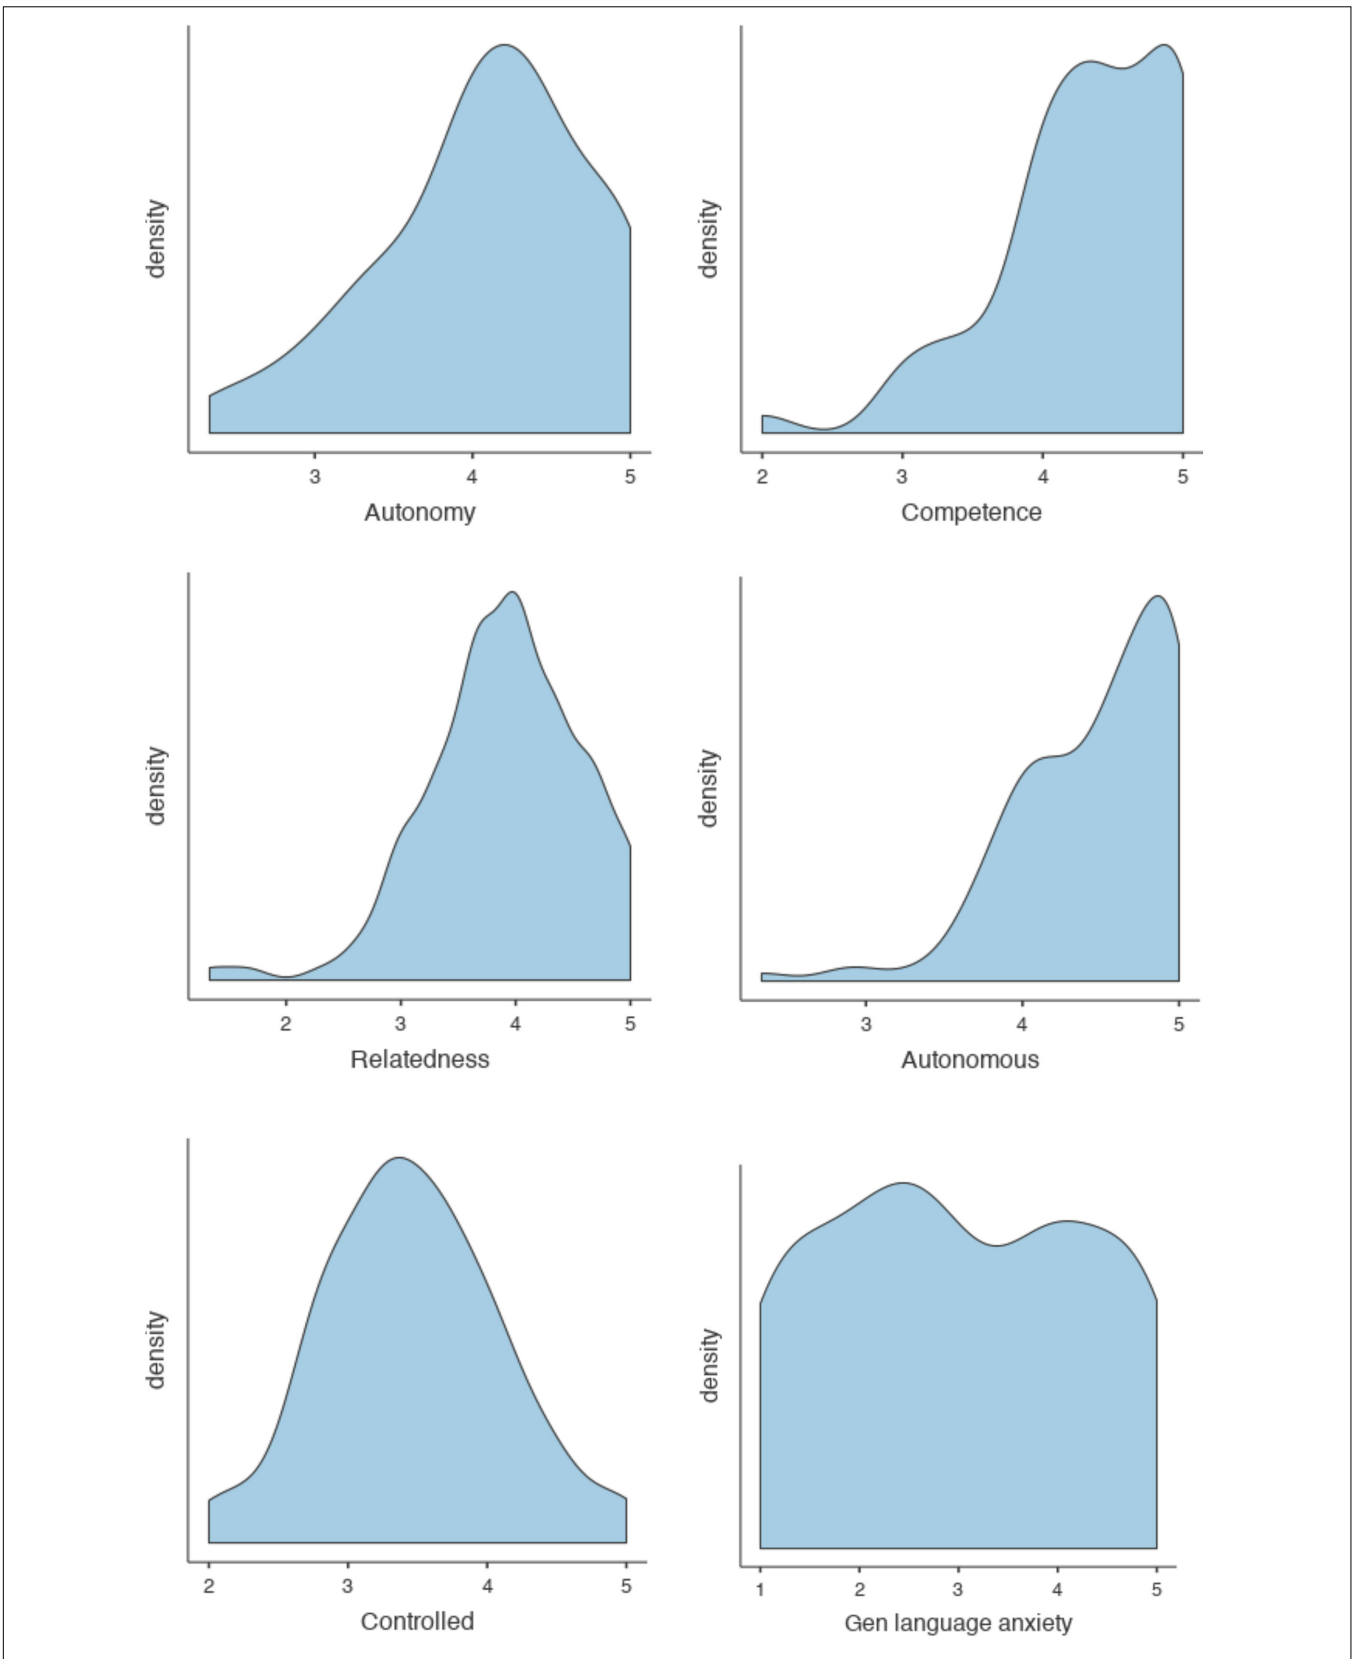 density
3 4 5
Autonomy
density
2 3 4 5
Competence
density
2 3 4 5
Relatedness
density
3 4 5
Autonomous
density
2 3 4 5
Controlled
density
1 2 3 4 5
Gen language anxiety